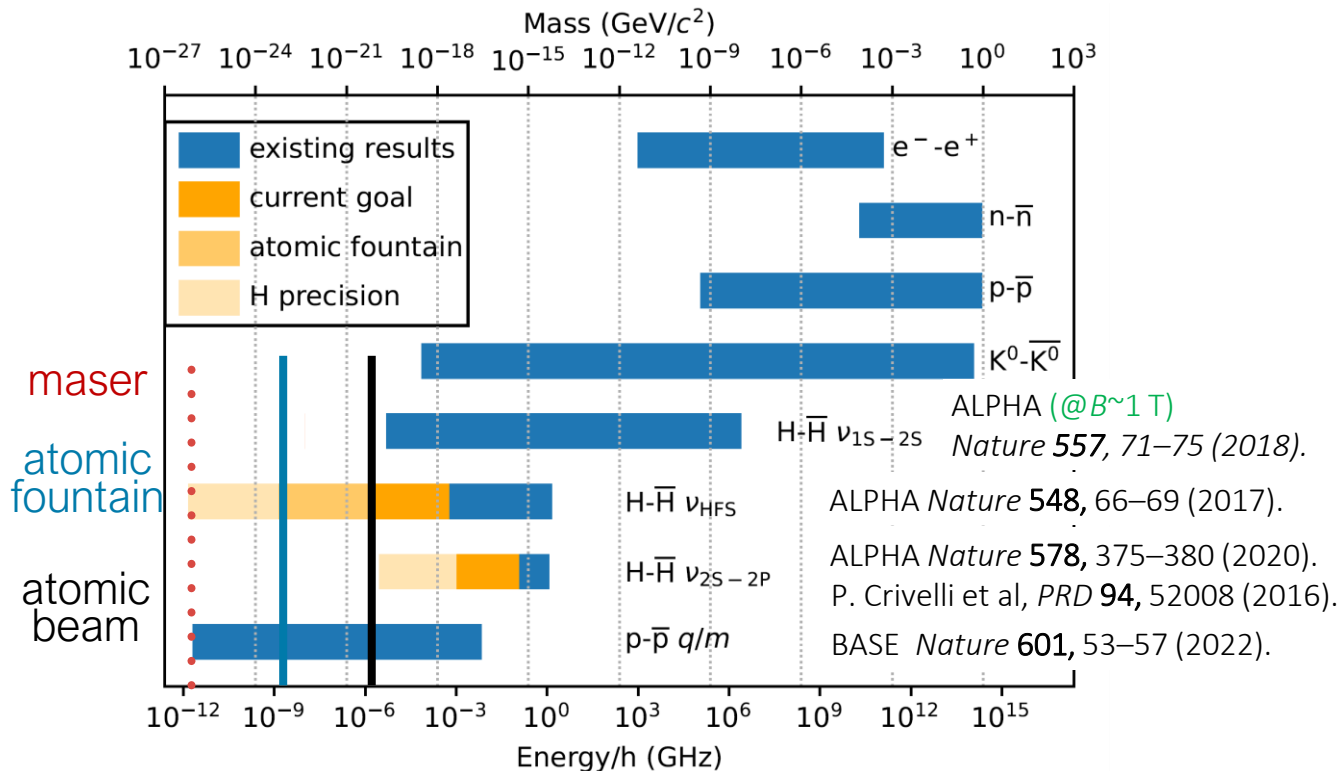 Mass (GeV/c²)
10⁻²⁷ 10⁻²⁴ 10⁻²¹ 10⁻¹⁸ 10⁻¹⁵ 10⁻¹² 10⁻⁹ 10⁻⁶ 10⁻³ 10⁰ 10³
existing results
current goal
atomic fountain
H precision
e⁻-e⁺
n-n̅
p-p̅
K⁰-K̅⁰
maser
atomic
fountain
atomic
beam
H-H̅ ν₁S₋₂S
ALPHA (@B~1 T)
Nature 557, 71–75 (2018).
H-H̅ ν_HFS
ALPHA Nature 548, 66–69 (2017).
H-H̅ ν₂S₋₂P
ALPHA Nature 578, 375–380 (2020).
P. Crivelli et al, PRD 94, 52008 (2016).
p-p̅ q/m
BASE Nature 601, 53–57 (2022).
10⁻¹² 10⁻⁹ 10⁻⁶ 10⁻³ 10⁰ 10³ 10⁶ 10⁹ 10¹² 10¹⁵
Energy/h (GHz)